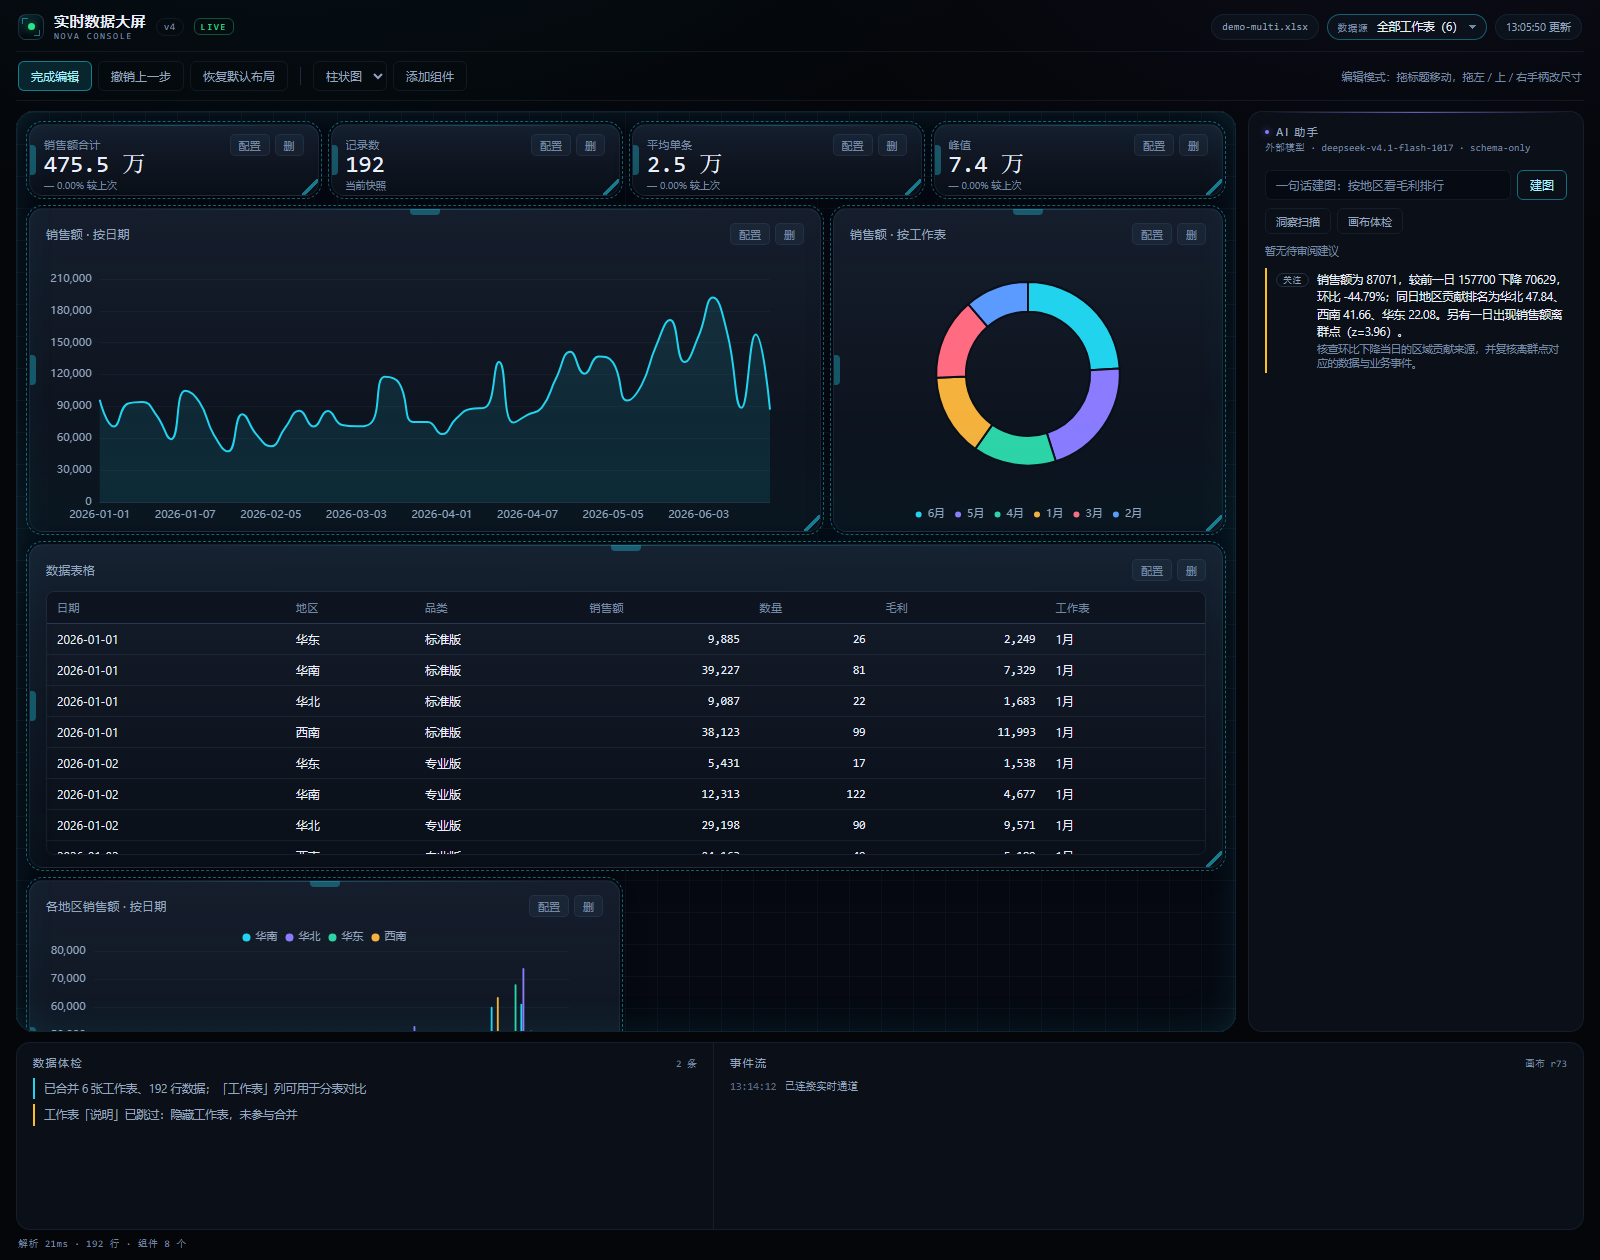 实时数据大屏
NOVA CONSOLE
v4
LIVE
demo-multi.xlsx
数据源 全部工作表 (6)
13:05:50 更新
完成编辑
撤销上一步
恢复默认布局
柱状图
添加组件
编辑模式：拖标题移动，拖左 / 上 / 右手柄改尺寸
销售额合计
配置
删
475.5 万
— 0.00% 较上次
记录数
配置
删
192
当前快照
平均单条
配置
删
2.5 万
— 0.00% 较上次
峰值
配置
删
7.4 万
— 0.00% 较上次
销售额 · 按日期
配置
删
210,000
180,000
150,000
120,000
90,000
60,000
30,000
0
2026-01-01 2026-01-07 2026-02-05 2026-03-03 2026-04-01 2026-04-07 2026-05-05 2026-06-03
销售额 · 按工作表
配置
删
6月 5月 4月 1月 3月 2月
数据表格
配置
删
日期 地区 品类 销售额 数量 毛利 工作表
2026-01-01 华东 标准版 9,885 26 2,249 1月
2026-01-01 华南 标准版 39,227 81 7,329 1月
2026-01-01 华北 标准版 9,087 22 1,683 1月
2026-01-01 西南 标准版 38,123 99 11,993 1月
2026-01-02 华东 专业版 5,431 17 1,538 1月
2026-01-02 华南 专业版 12,313 122 4,677 1月
2026-01-02 华北 专业版 29,198 90 9,571 1月
各地区销售额 · 按日期
配置
删
华南 华北 华东 西南
80,000
70,000
60,000
AI 助手
外部模型 · deepseek-v4.1-flash-1017 · schema-only
一句话建图：按地区看毛利排行
建图
洞察扫描
画布体检
暂无待审阅建议
关注
销售额为 87071，较前一日 157700 下降 70629，
环比 -44.79%；同日地区贡献排名为华北 47.84、
西南 41.66、华东 22.08。另有一日出现销售额离
群点（z=3.96）。
核查环比下降当日的区域贡献来源，并复核离群点对
应的数据与业务事件。
数据体检
2 条
已合并 6 张工作表、192 行数据；「工作表」列可用于分表对比
工作表「说明」已跳过：隐藏工作表，未参与合并
事件流
画布 r73
13:14:12 已连接实时通道
解析 21ms · 192 行 · 组件 8 个